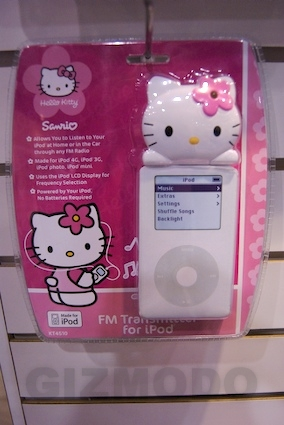 Hello Kitty
Sanrio
Allows You to Listen to Your
iPod at Home or in the Car
through any FM Radio
Made for iPod 4G, iPod 3G,
iPod photo, iPod mini
Uses the iPod LCD Display for
Frequency Selection
Powered by Your iPod.
No Batteries Required
iPod
Music
Extras
Settings
Shuffle Songs
Backlight
Made for
iPod
FM Transmitter
for iPod
GIZMODO